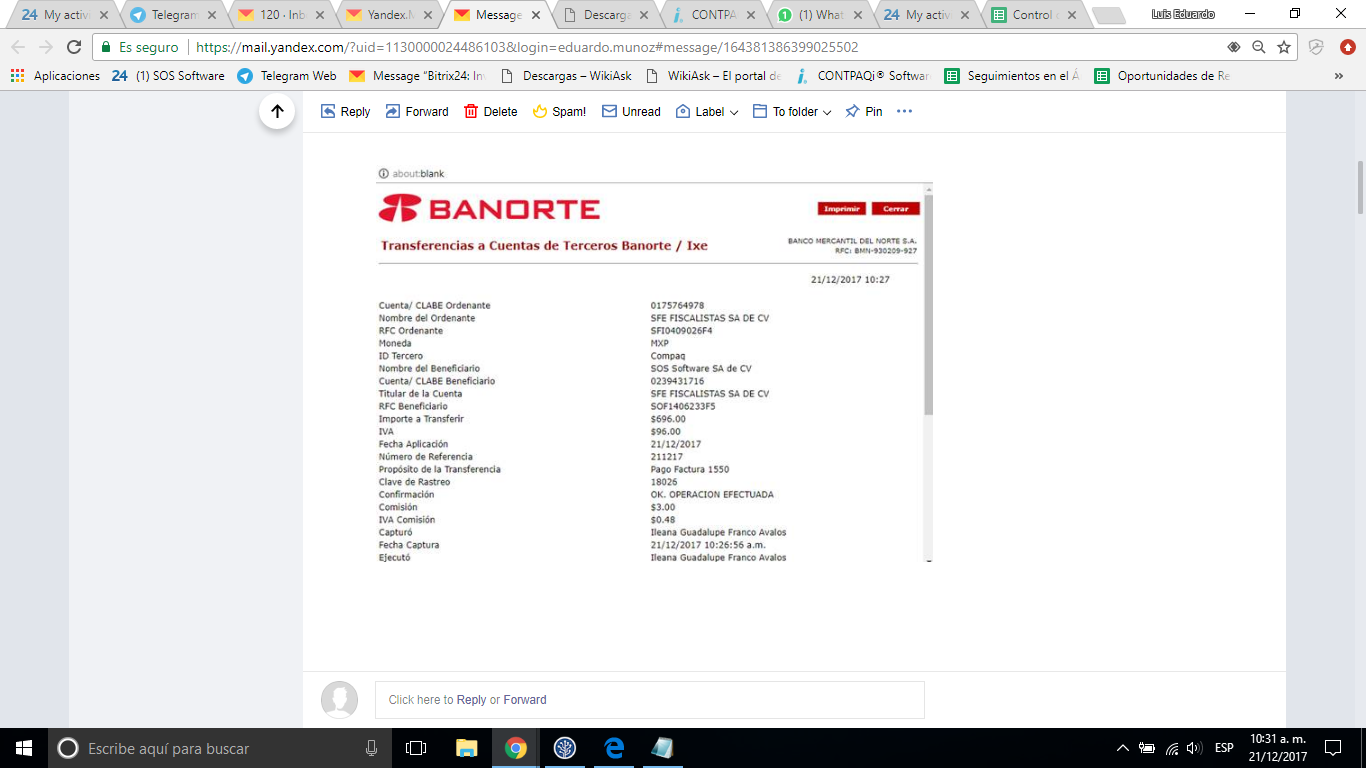 24 My activi
Telegram
120 · Inb
Yandex.M
Message
Descarga
CONTPA
(1) What
24 My activ
Control
Luis Eduardo
Es seguro https://mail.yandex.com/?uid=1130000024486103&login=eduardo.munoz#message/164381386399025502
Aplicaciones 24 (1) SOS Software Telegram Web Message "Bitrix24: In Descargas – WikiAsk WikiAsk – El portal de CONTPAQi® Softwar Seguimientos en el Á Oportunidades de Re »
Reply Forward Delete Spam! Unread Label To folder Pin
about:blank
BANORTE
Imprimir Cerrar
Transferencias a Cuentas de Terceros Banorte / Ixe
BANCO MERCANTIL DEL NORTE S.A.
RFC: BMN-930209-927
21/12/2017 10:27
Cuenta/ CLABE Ordenante 0175764978
Nombre del Ordenante SFE FISCALISTAS SA DE CV
RFC Ordenante SFI0409026F4
Moneda MXP
ID Tercero Compaq
Nombre del Beneficiario SOS Software SA de CV
Cuenta/ CLABE Beneficiario 0239431716
Titular de la Cuenta SFE FISCALISTAS SA DE CV
RFC Beneficiario SOF1406233F5
Importe a Transferir $696.00
IVA $96.00
Fecha Aplicación 21/12/2017
Número de Referencia 211217
Propósito de la Transferencia Pago Factura 1550
Clave de Rastreo 18026
Confirmación OK. OPERACION EFECTUADA
Comisión $3.00
IVA Comisión $0.48
Capturó Ileana Guadalupe Franco Avalos
Fecha Captura 21/12/2017 10:26:56 a.m.
Ejecutó Ileana Guadalupe Franco Avalos
Click here to Reply or Forward
Escribe aquí para buscar
ESP
10:31 a. m.
21/12/2017